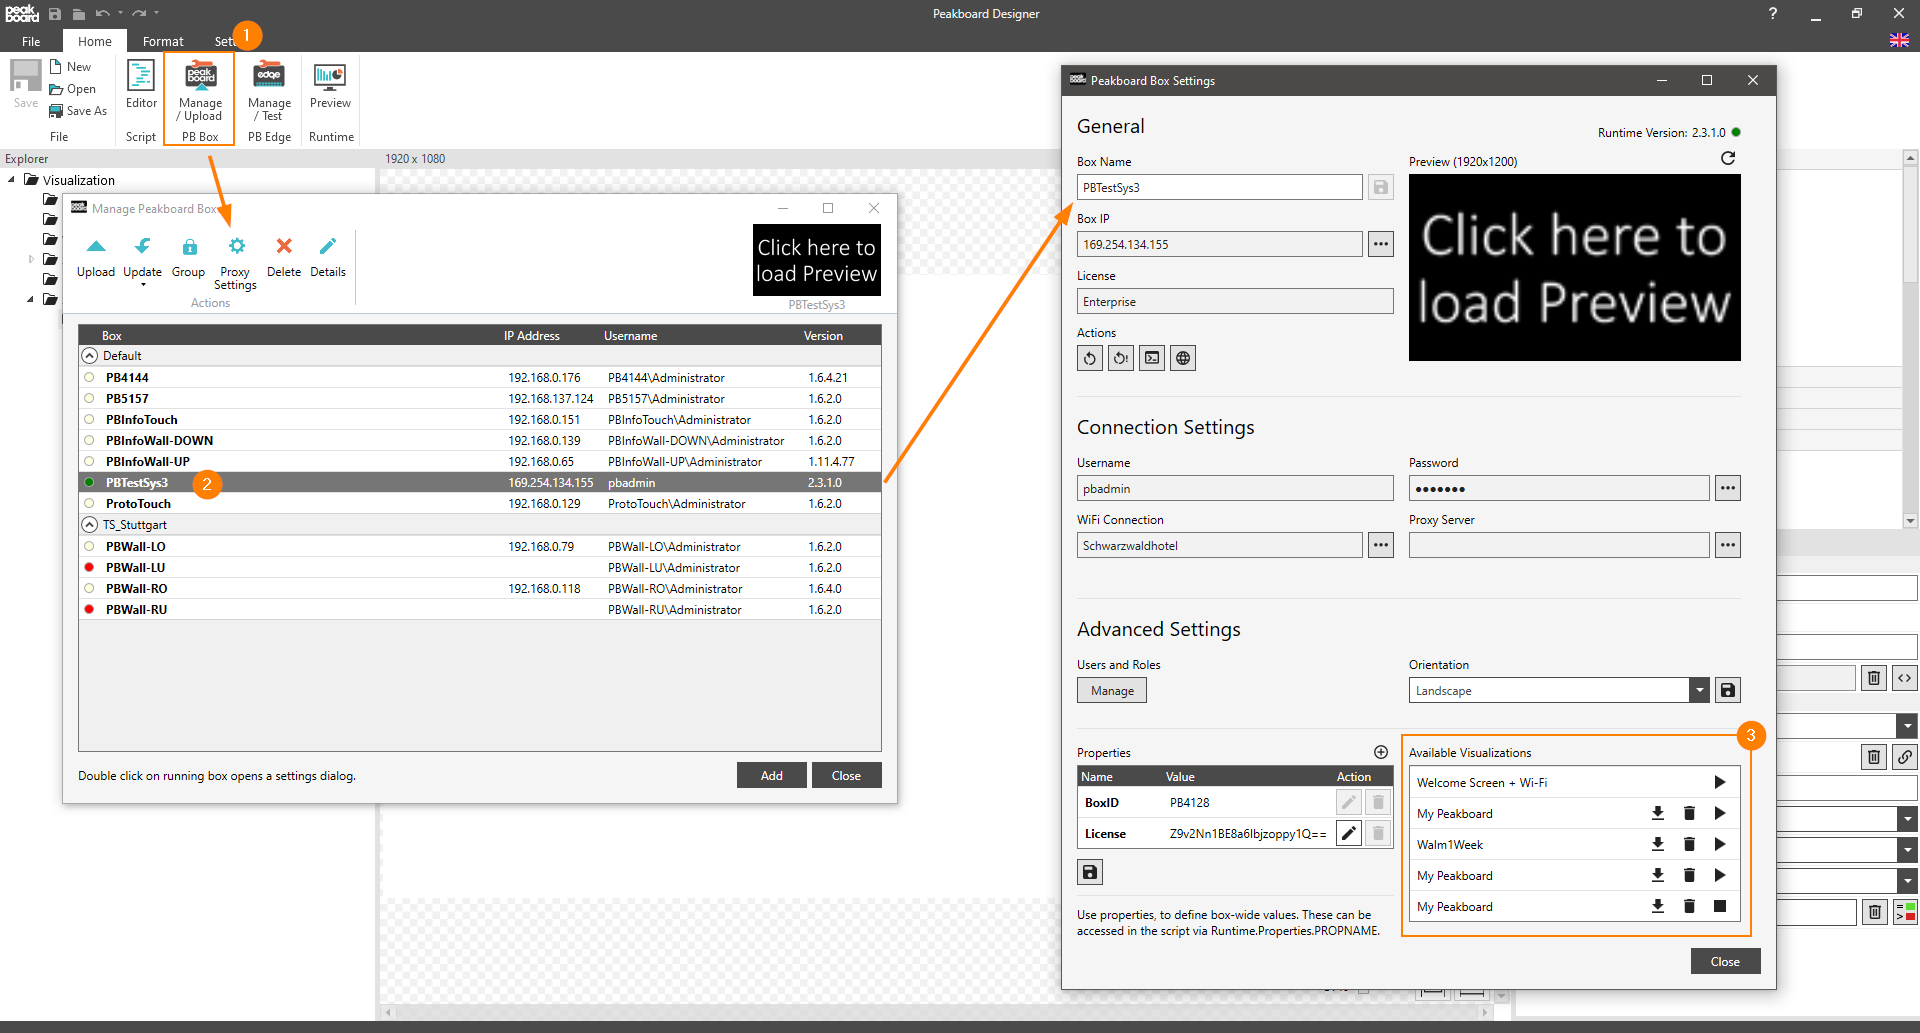 peak board
Peakboard Designer
?
File
Home
Format
Sett
1
Save
New
Open
Save As
File
Editor
Script
peak board
Manage / Upload
PB Box
edge
Manage / Test
PB Edge
Preview
Runtime
Explorer
1920 x 1080
Visualization
Manage Peakboard Box
Upload
Update
Group
Proxy Settings
Delete
Details
Actions
Click here to
load Preview
PBTestSys3
Box IP Address Username Version
Default
PB4144 192.168.0.176 PB4144\Administrator 1.6.4.21
PB5157 192.168.137.124 PB5157\Administrator 1.6.2.0
PBInfoTouch 192.168.0.151 PBInfoTouch\Administrator 1.6.2.0
PBInfoWall-DOWN 192.168.0.139 PBInfoWall-DOWN\Administrator 1.6.2.0
PBInfoWall-UP 192.168.0.65 PBInfoWall-UP\Administrator 1.11.4.77
PBTestSys3 2 169.254.134.155 pbadmin 2.3.1.0
ProtoTouch 192.168.0.129 ProtoTouch\Administrator 1.6.2.0
TS_Stuttgart
PBWall-LO 192.168.0.79 PBWall-LO\Administrator 1.6.2.0
PBWall-LU PBWall-LU\Administrator 1.6.2.0
PBWall-RO 192.168.0.118 PBWall-RO\Administrator 1.6.4.0
PBWall-RU PBWall-RU\Administrator 1.6.2.0
Double click on running box opens a settings dialog.
Add
Close
Peakboard Box Settings
General
Runtime Version: 2.3.1.0
Box Name
PBTestSys3
Preview (1920x1200)
Click here to
load Preview
Box IP
169.254.134.155
License
Enterprise
Actions
Connection Settings
Username
pbadmin
Password
•••••••
WiFi Connection
Schwarzwaldhotel
Proxy Server
Advanced Settings
Users and Roles
Manage
Orientation
Landscape
Properties
Name Value Action
BoxID PB4128
License Z9v2Nn1BE8a6lbjzoppy1Q==
Use properties, to define box-wide values. These can be
accessed in the script via Runtime.Properties.PROPNAME.
3
Available Visualizations
Welcome Screen + Wi-Fi
My Peakboard
Walm1Week
My Peakboard
My Peakboard
Close